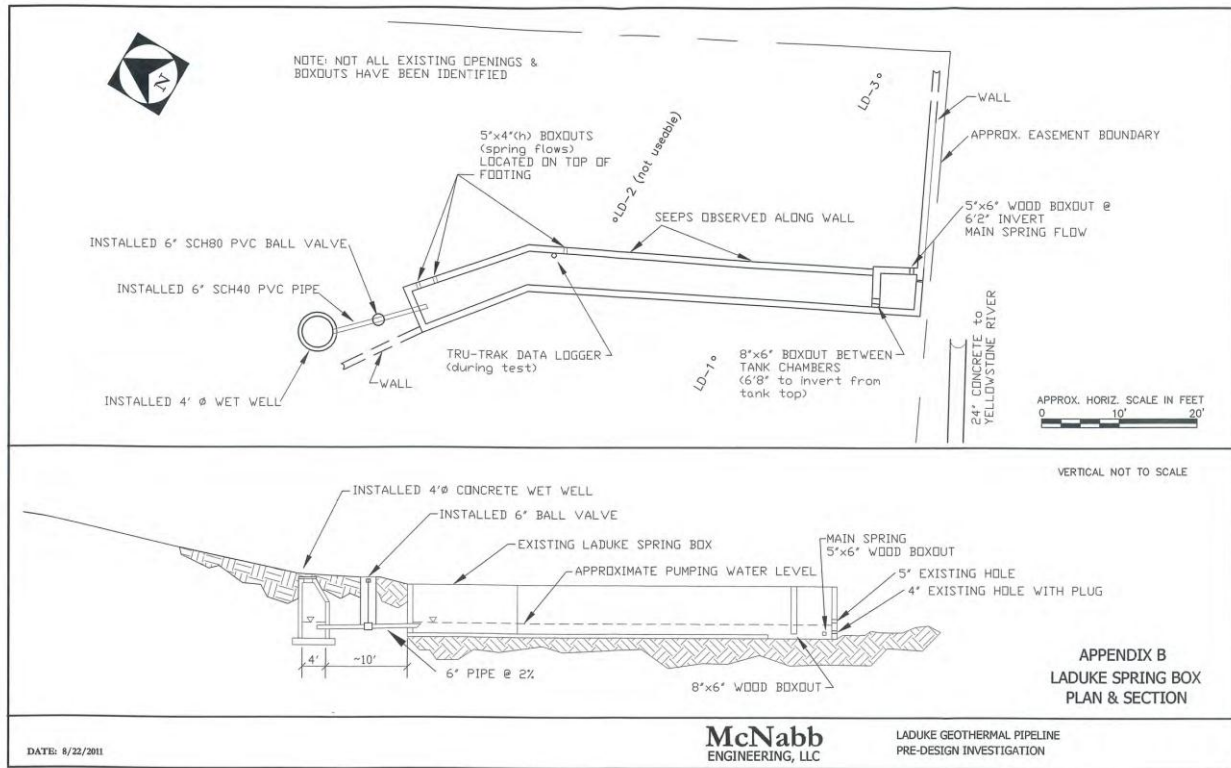 N
NOTE: NOT ALL EXISTING OPENINGS &
BOXOUTS HAVE BEEN IDENTIFIED
LD-3
WALL
APPROX. EASEMENT BOUNDARY
5"x4"(h) BOXOUTS
(spring flows)
LOCATED ON TOP OF
FOOTING
LD-2 (not useable)
SEEPS OBSERVED ALONG WALL
5"x6" WOOD BOXOUT @
6'2" INVERT
MAIN SPRING FLOW
INSTALLED 6" SCH80 PVC BALL VALVE
INSTALLED 6" SCH40 PVC PIPE
TRU-TRAK DATA LOGGER
(during test)
WALL
INSTALLED 4' Ø WET WELL
LD-1
8"x6" BOXOUT BETWEEN
TANK CHAMBERS
(6'8" to invert from
tank top)
24" CONCRETE to
YELLOWSTONE RIVER
APPROX. HORIZ. SCALE IN FEET
0 10' 20'
VERTICAL NOT TO SCALE
INSTALLED 4'Ø CONCRETE WET WELL
INSTALLED 6" BALL VALVE
EXISTING LADUKE SPRING BOX
APPROXIMATE PUMPING WATER LEVEL
MAIN SPRING
5"x6" WOOD BOXOUT
5" EXISTING HOLE
4" EXISTING HOLE WITH PLUG
4'
~10'
6" PIPE @ 2%
8"x6" WOOD BOXOUT
APPENDIX B
LADUKE SPRING BOX
PLAN & SECTION
DATE: 8/22/2011
McNabb
ENGINEERING, LLC
LADUKE GEOTHERMAL PIPELINE
PRE-DESIGN INVESTIGATION